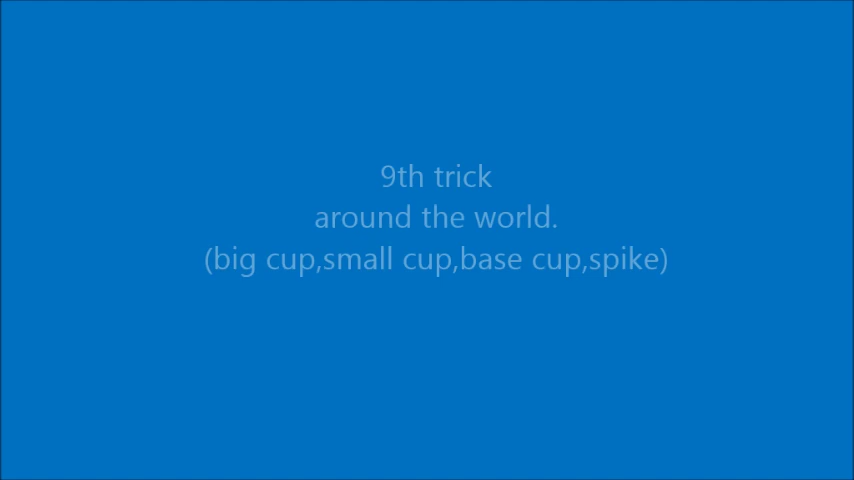 9th trick
around the world.
(big cup,small cup,base cup,spike)